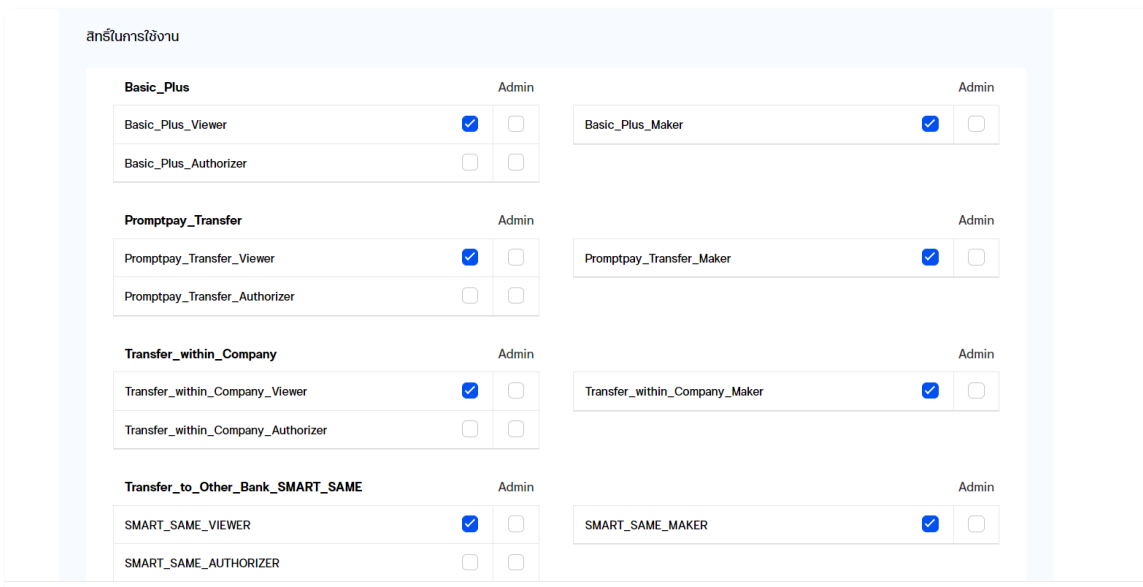 สิทธิ์ในการใช้งาน
Basic_Plus Admin Admin
Basic_Plus_Viewer Basic_Plus_Maker
Basic_Plus_Authorizer
Promptpay_Transfer Admin Admin
Promptpay_Transfer_Viewer Promptpay_Transfer_Maker
Promptpay_Transfer_Authorizer
Transfer_within_Company Admin Admin
Transfer_within_Company_Viewer Transfer_within_Company_Maker
Transfer_within_Company_Authorizer
Transfer_to_Other_Bank_SMART_SAME Admin Admin
SMART_SAME_VIEWER SMART_SAME_MAKER
SMART_SAME_AUTHORIZER